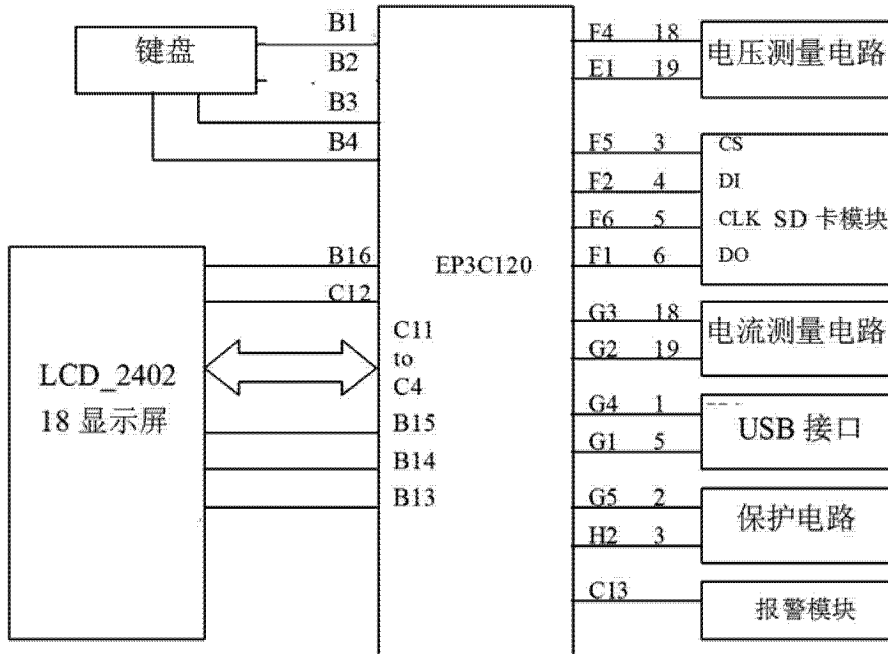 键盘
B1
B2
B3
B4
LCD_2402
18 显示屏
B16
C12
C11
to
C4
B15
B14
B13
EP3C120
F4 18
E1 19
电压测量电路
F5 3 CS
F2 4 DI
F6 5 CLK SD 卡模块
F1 6 DO
G3 18
G2 19
电流测量电路
G4 1
G1 5
USB 接口
G5 2
H2 3
保护电路
C13
报警模块